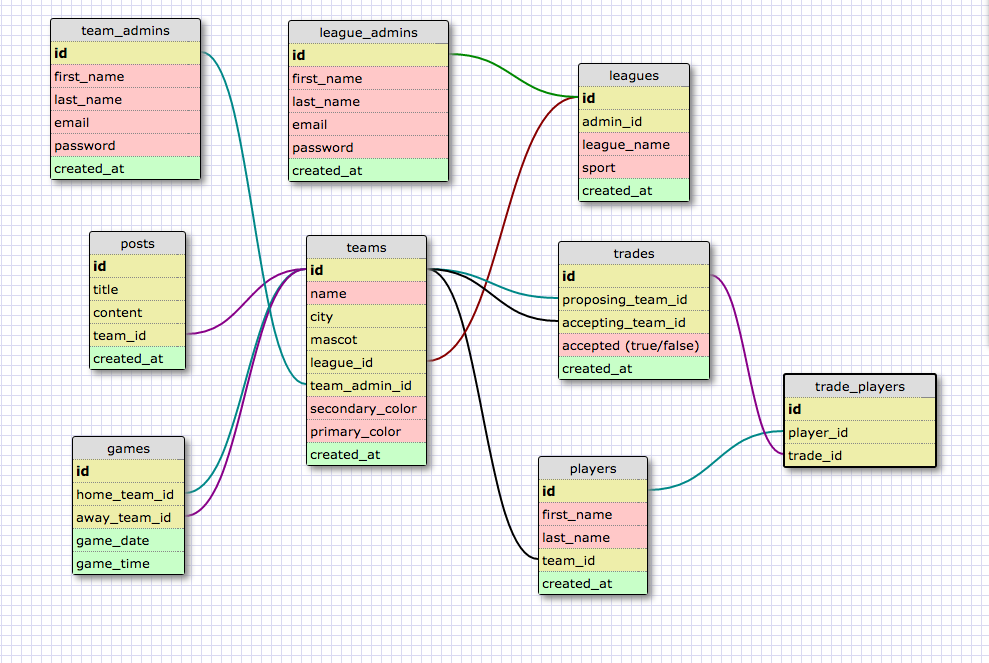 team_admins
id
first_name
last_name
email
password
created_at
league_admins
id
first_name
last_name
email
password
created_at
leagues
id
admin_id
league_name
sport
created_at
posts
id
title
content
team_id
created_at
teams
id
name
city
mascot
league_id
team_admin_id
secondary_color
primary_color
created_at
trades
id
proposing_team_id
accepting_team_id
accepted (true/false)
created_at
trade_players
id
player_id
trade_id
games
id
home_team_id
away_team_id
game_date
game_time
players
id
first_name
last_name
team_id
created_at